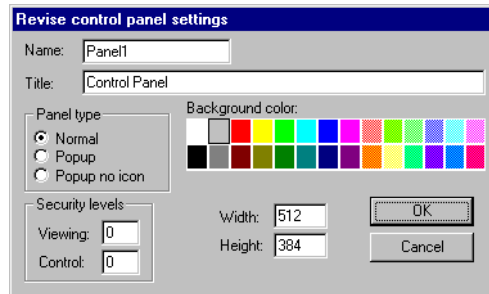 Revise control panel settings
Name: Panel1
Title: Control Panel
Panel type
Normal
Popup
Popup no icon
Background color:
Security levels
Viewing: 0
Control: 0
Width: 512
Height: 384
OK
Cancel